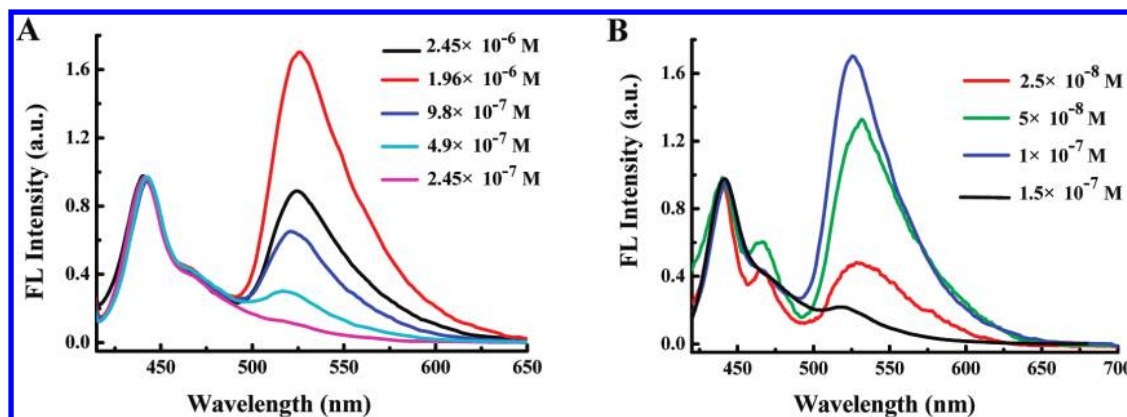 A
FL Intensity (a.u.)
1.6
1.2
0.8
0.4
0.0
2.45× 10⁻⁶ M
1.96× 10⁻⁶ M
9.8× 10⁻⁷ M
4.9× 10⁻⁷ M
2.45× 10⁻⁷ M
450 500 550 600 650
Wavelength (nm)
B
FL Intensity (a.u.)
1.6
1.2
0.8
0.4
0.0
2.5× 10⁻⁸ M
5× 10⁻⁸ M
1× 10⁻⁷ M
1.5× 10⁻⁷ M
450 500 550 600 650 700
Wavelength (nm)